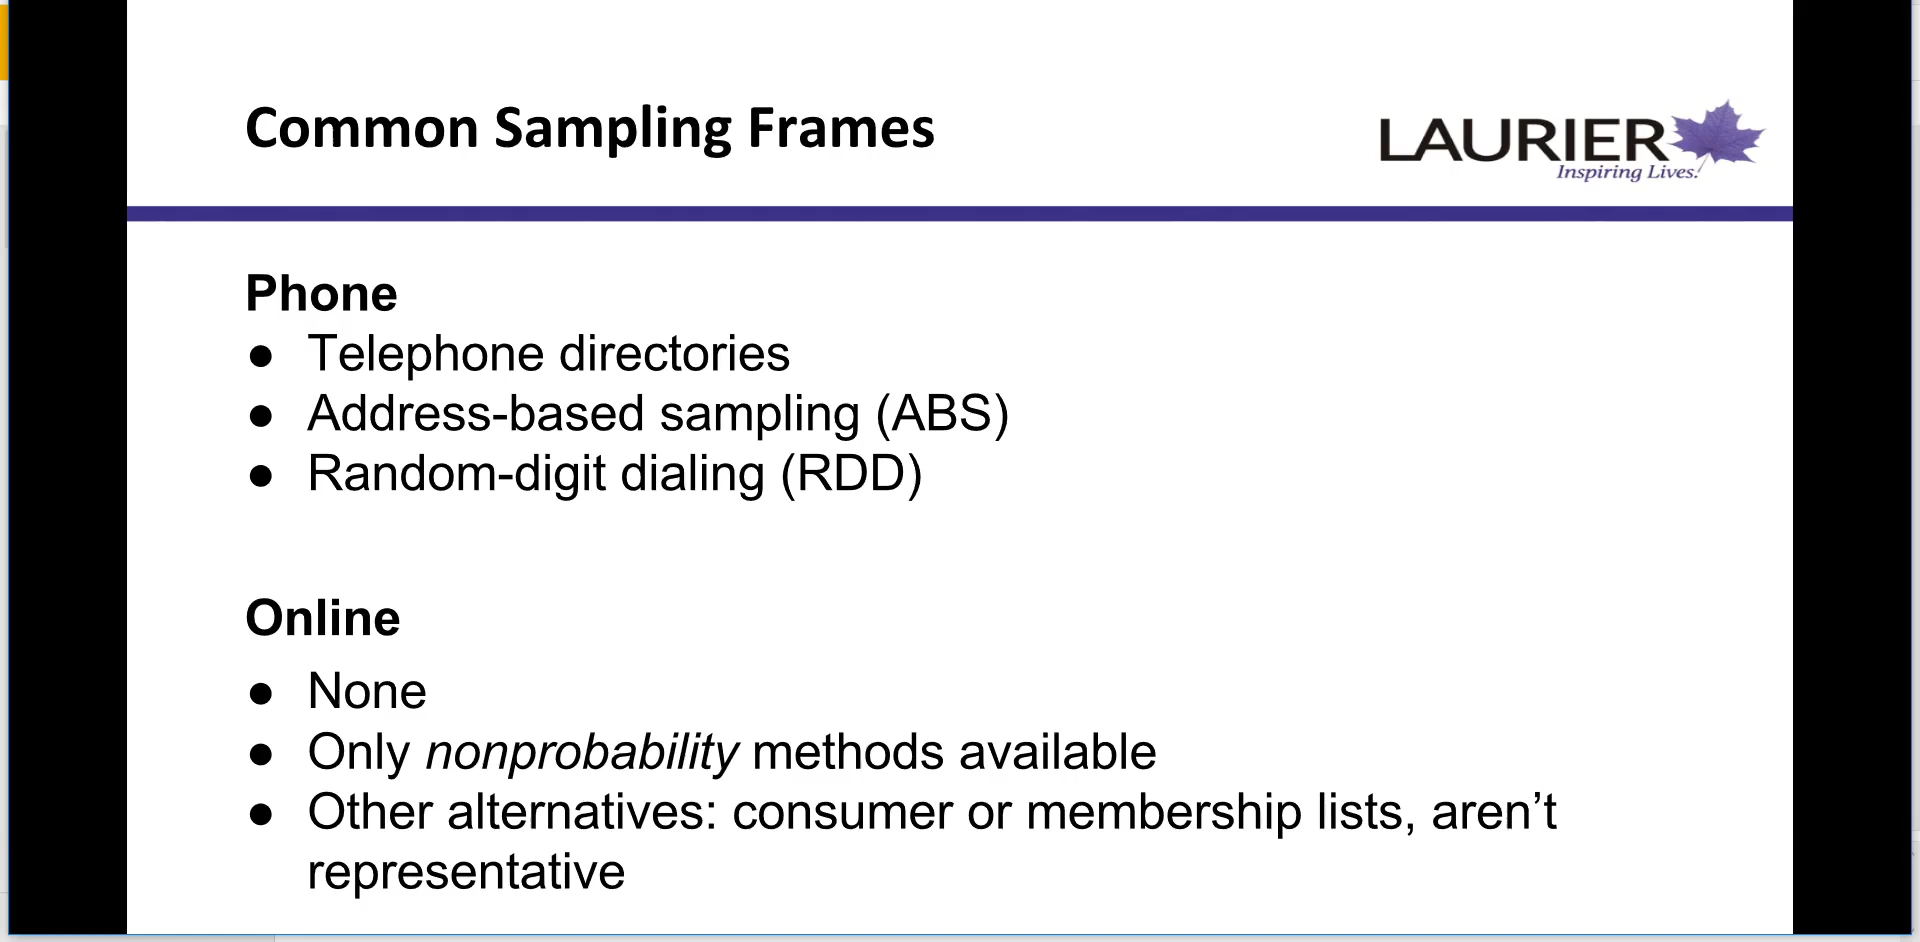 Common Sampling Frames
LAURIER
Inspiring Lives.
Phone
● Telephone directories
● Address-based sampling (ABS)
● Random-digit dialing (RDD)
Online
● None
● Only nonprobability methods available
● Other alternatives: consumer or membership lists, aren’t
representative